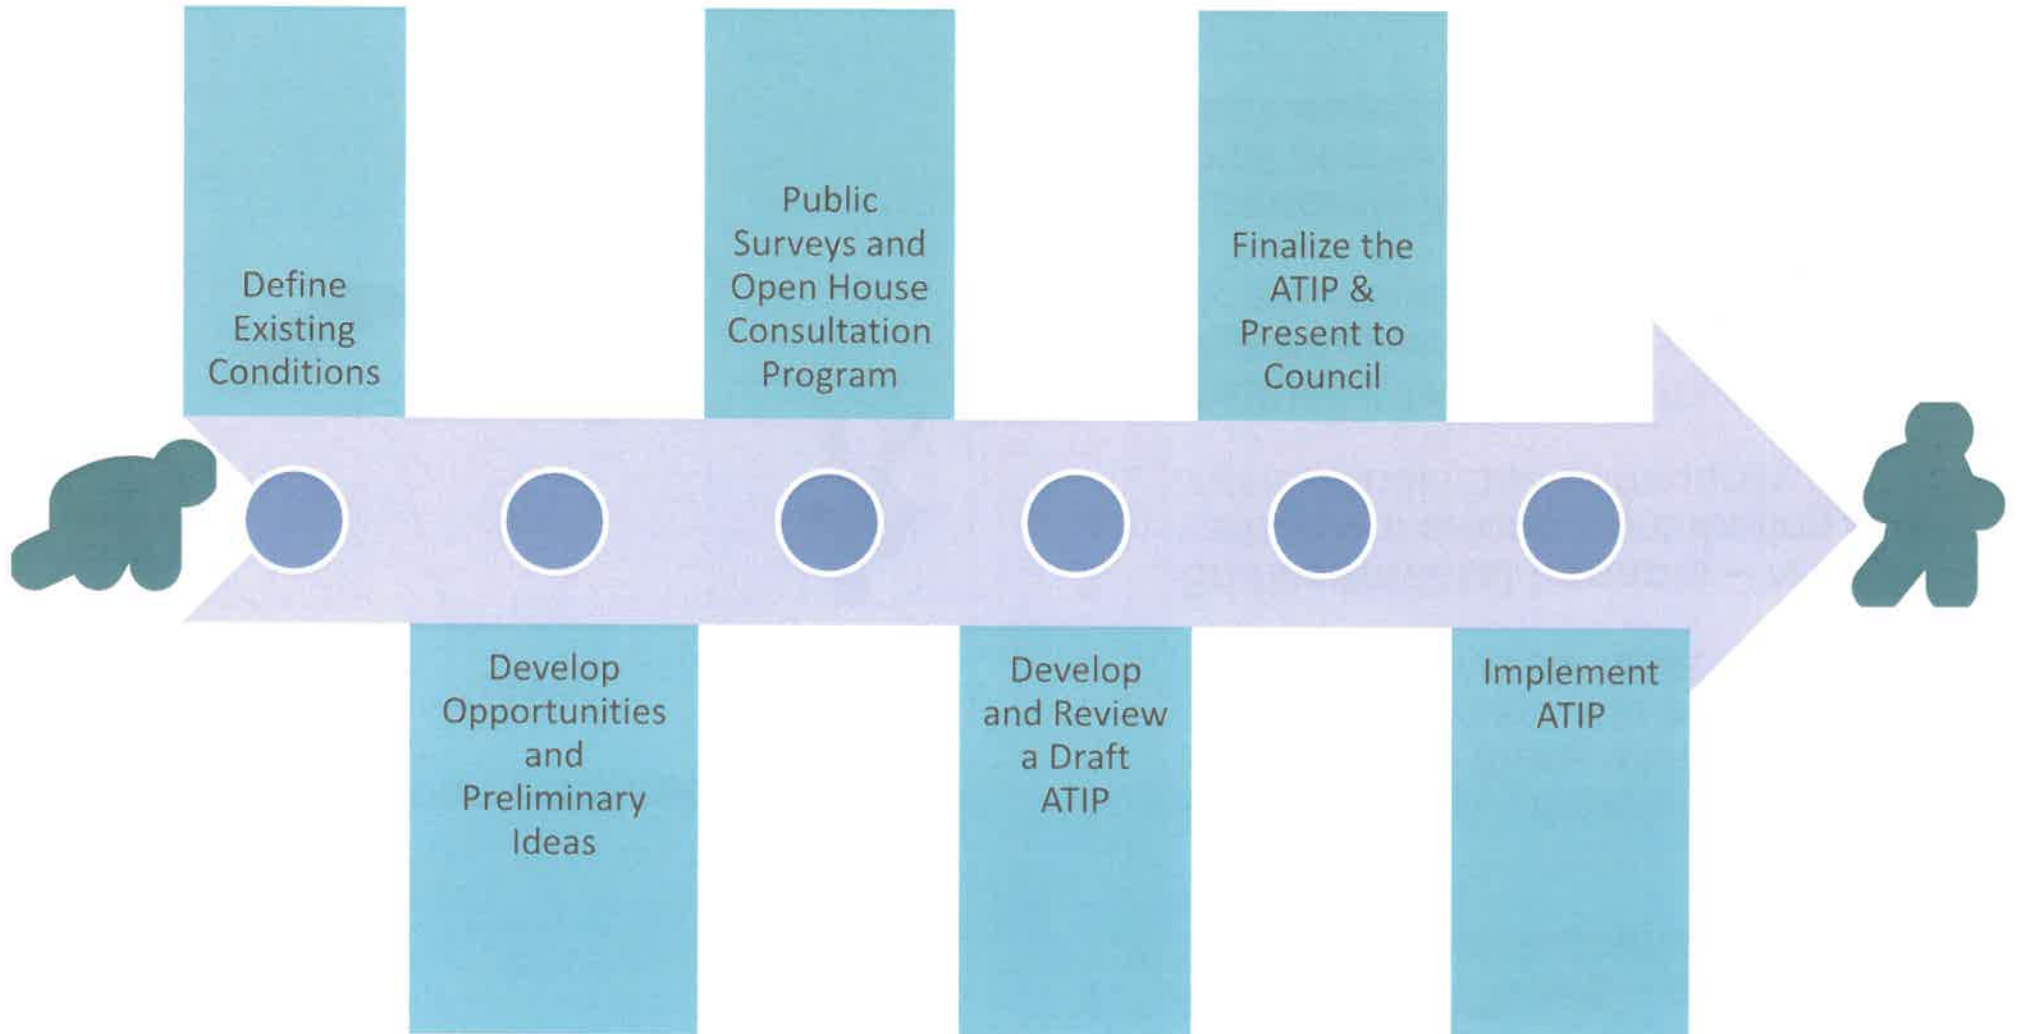 Define
Existing
Conditions
Develop
Opportunities
and
Preliminary
Ideas
Public
Surveys and
Open House
Consultation
Program
Develop
and Review
a Draft
ATIP
Finalize the
ATIP &
Present to
Council
Implement
ATIP